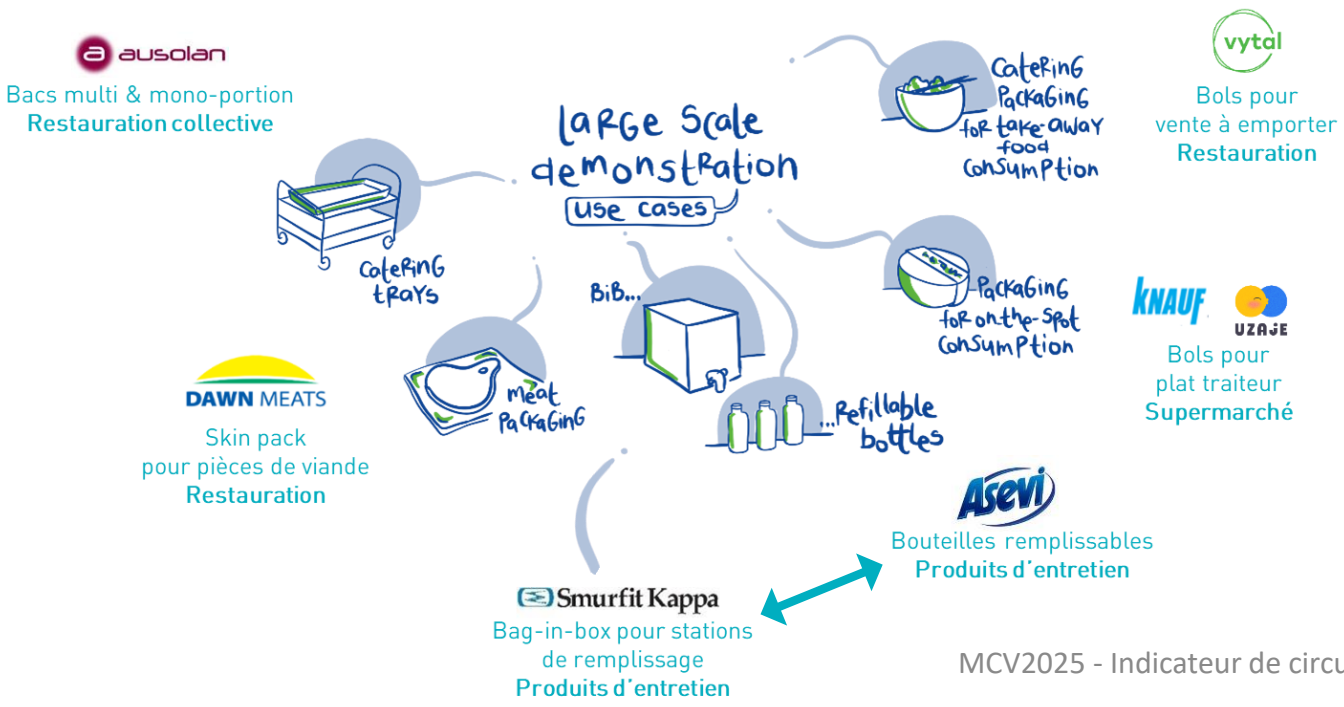 ausolan
Bacs multi & mono-portion
Restauration collective
LARGE SCALE
demonstration
USE CASES
CATERING
PACKAGING
FOR TAKE-AWAY
FOOD
CONSUMPTION
vytal
Bols pour
vente à emporter
Restauration
CATERING
TRAYS
BiB...
PACKAGING
FOR ON-THE-SPOT
CONSUMPTION
KNAUF
UZAJE
Bols pour
plat traiteur
Supermarché
DAWN MEATS
Skin pack
pour pièces de viande
Restauration
meat
PACKAGING
...Refillable
bottles
Asevi
Bouteilles remplissables
Produits d'entretien
Smurfit Kappa
Bag-in-box pour stations
de remplissage
Produits d'entretien
MCV2025 - Indicateur de circu